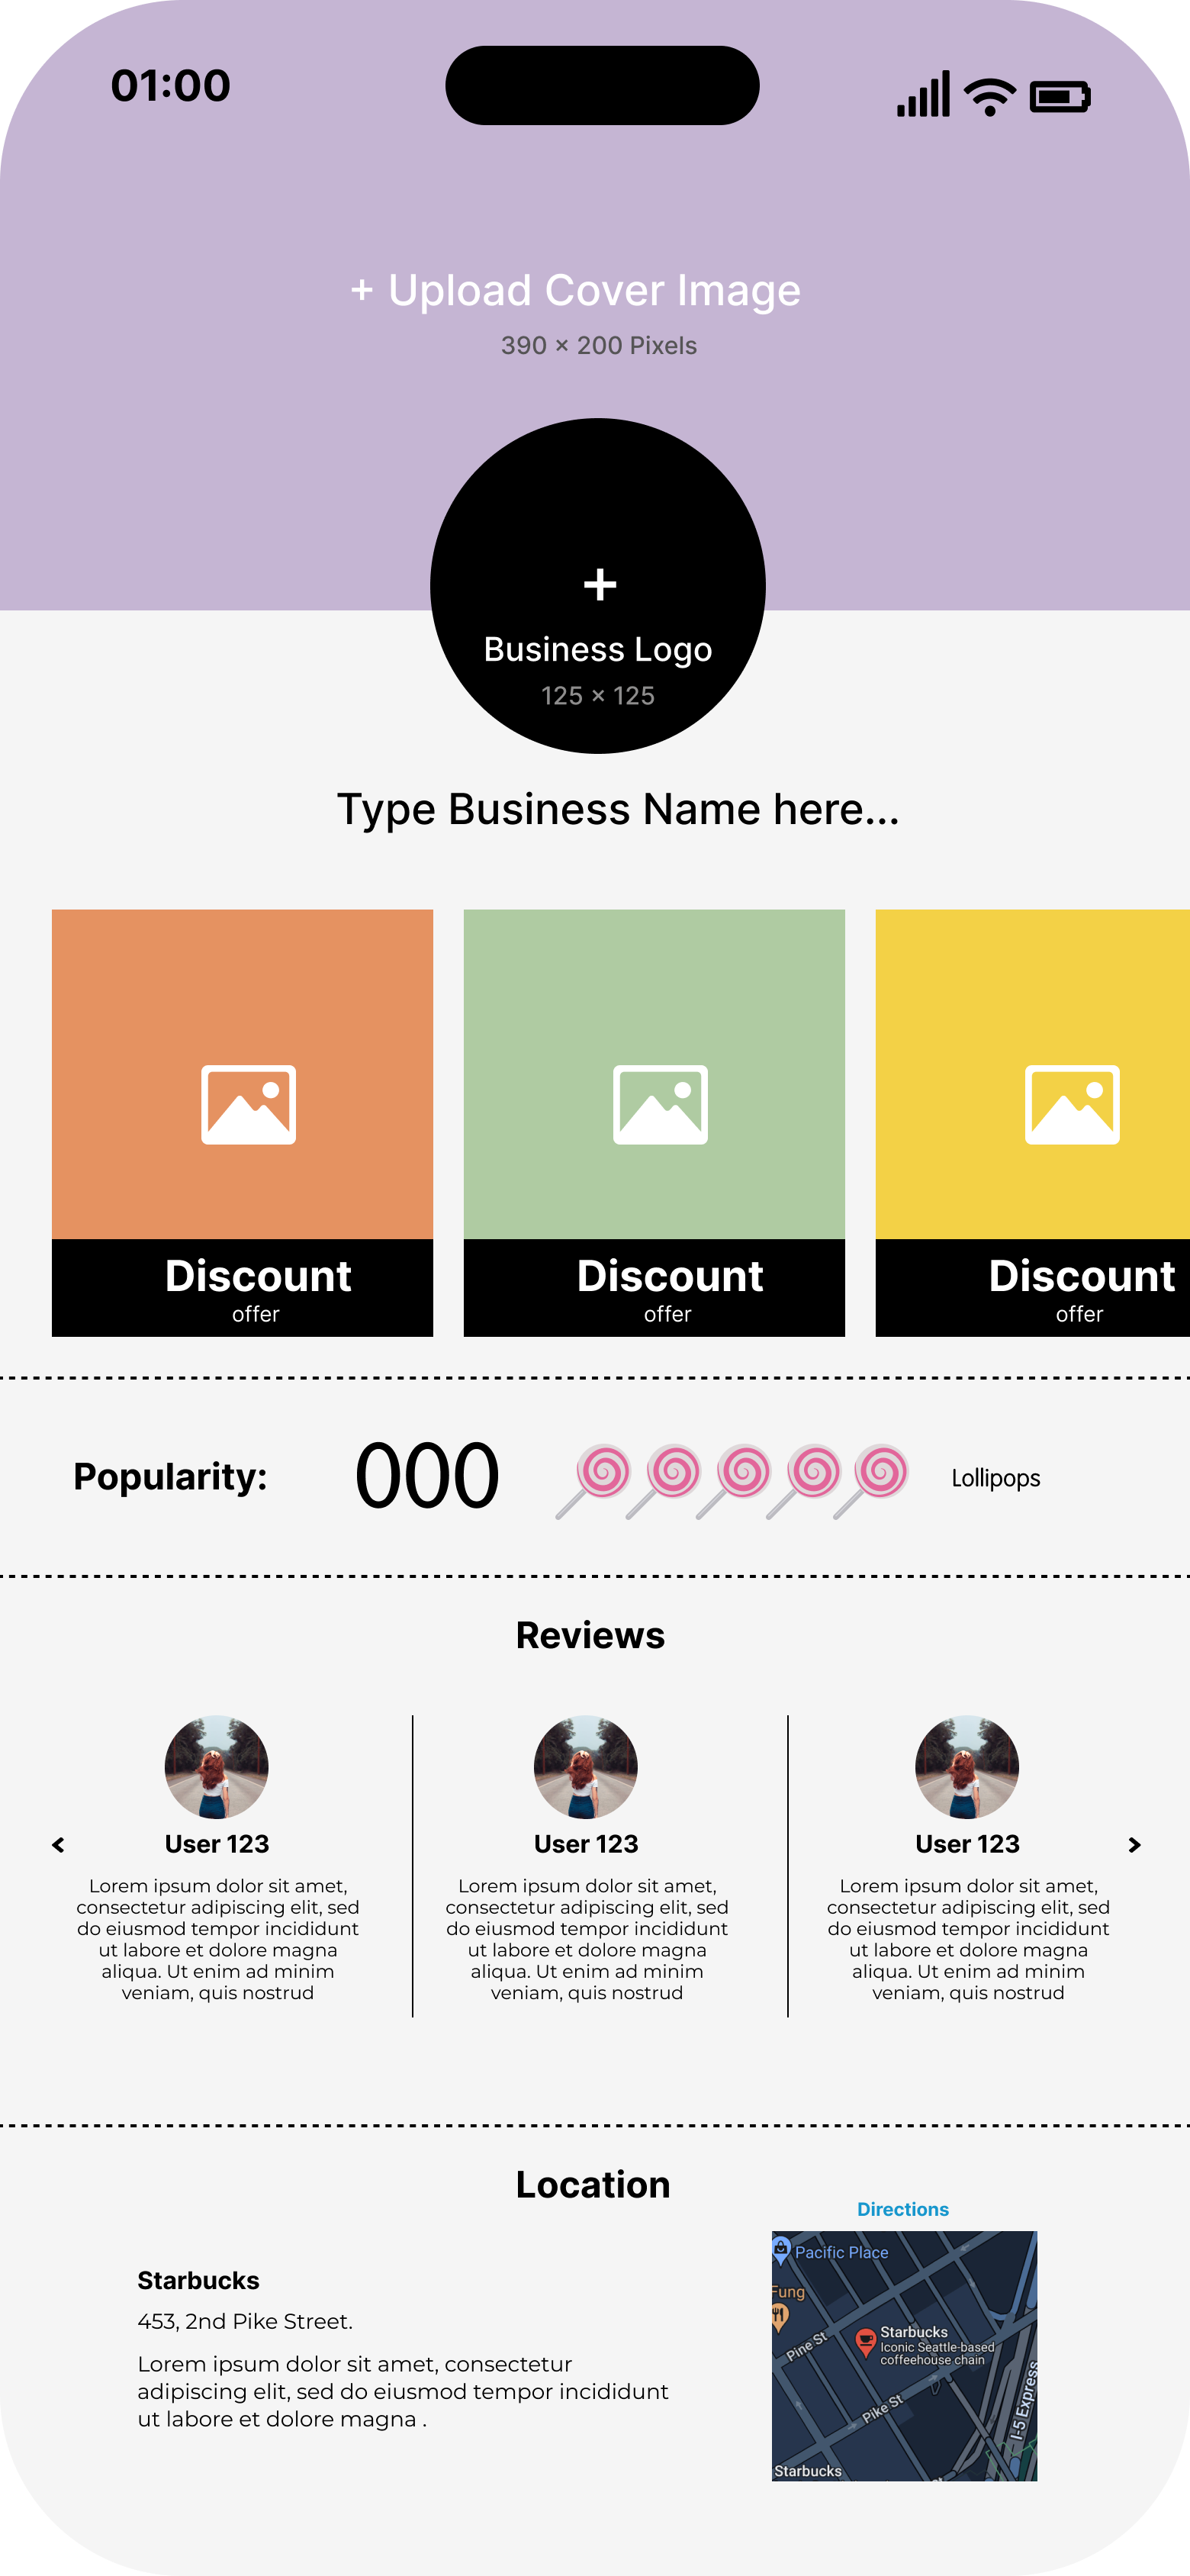 01:00
+ Upload Cover Image
390 × 200 Pixels
+
Business Logo
125 × 125
Type Business Name here...
Discount
offer
Discount
offer
Discount
offer
Popularity:
000
Lollipops
Reviews
User 123
Lorem ipsum dolor sit amet,
consectetur adipiscing elit, sed
do eiusmod tempor incididunt
ut labore et dolore magna
aliqua. Ut enim ad minim
veniam, quis nostrud
User 123
Lorem ipsum dolor sit amet,
consectetur adipiscing elit, sed
do eiusmod tempor incididunt
ut labore et dolore magna
aliqua. Ut enim ad minim
veniam, quis nostrud
User 123
Lorem ipsum dolor sit amet,
consectetur adipiscing elit, sed
do eiusmod tempor incididunt
ut labore et dolore magna
aliqua. Ut enim ad minim
veniam, quis nostrud
Location
Directions
Starbucks
453, 2nd Pike Street.
Lorem ipsum dolor sit amet, consectetur
adipiscing elit, sed do eiusmod tempor incididunt
ut labore et dolore magna .
Pacific Place
Fung
Pine St
Starbucks
Iconic Seattle-based
coffeehouse chain
Pike St
I-5 Express
Starbucks